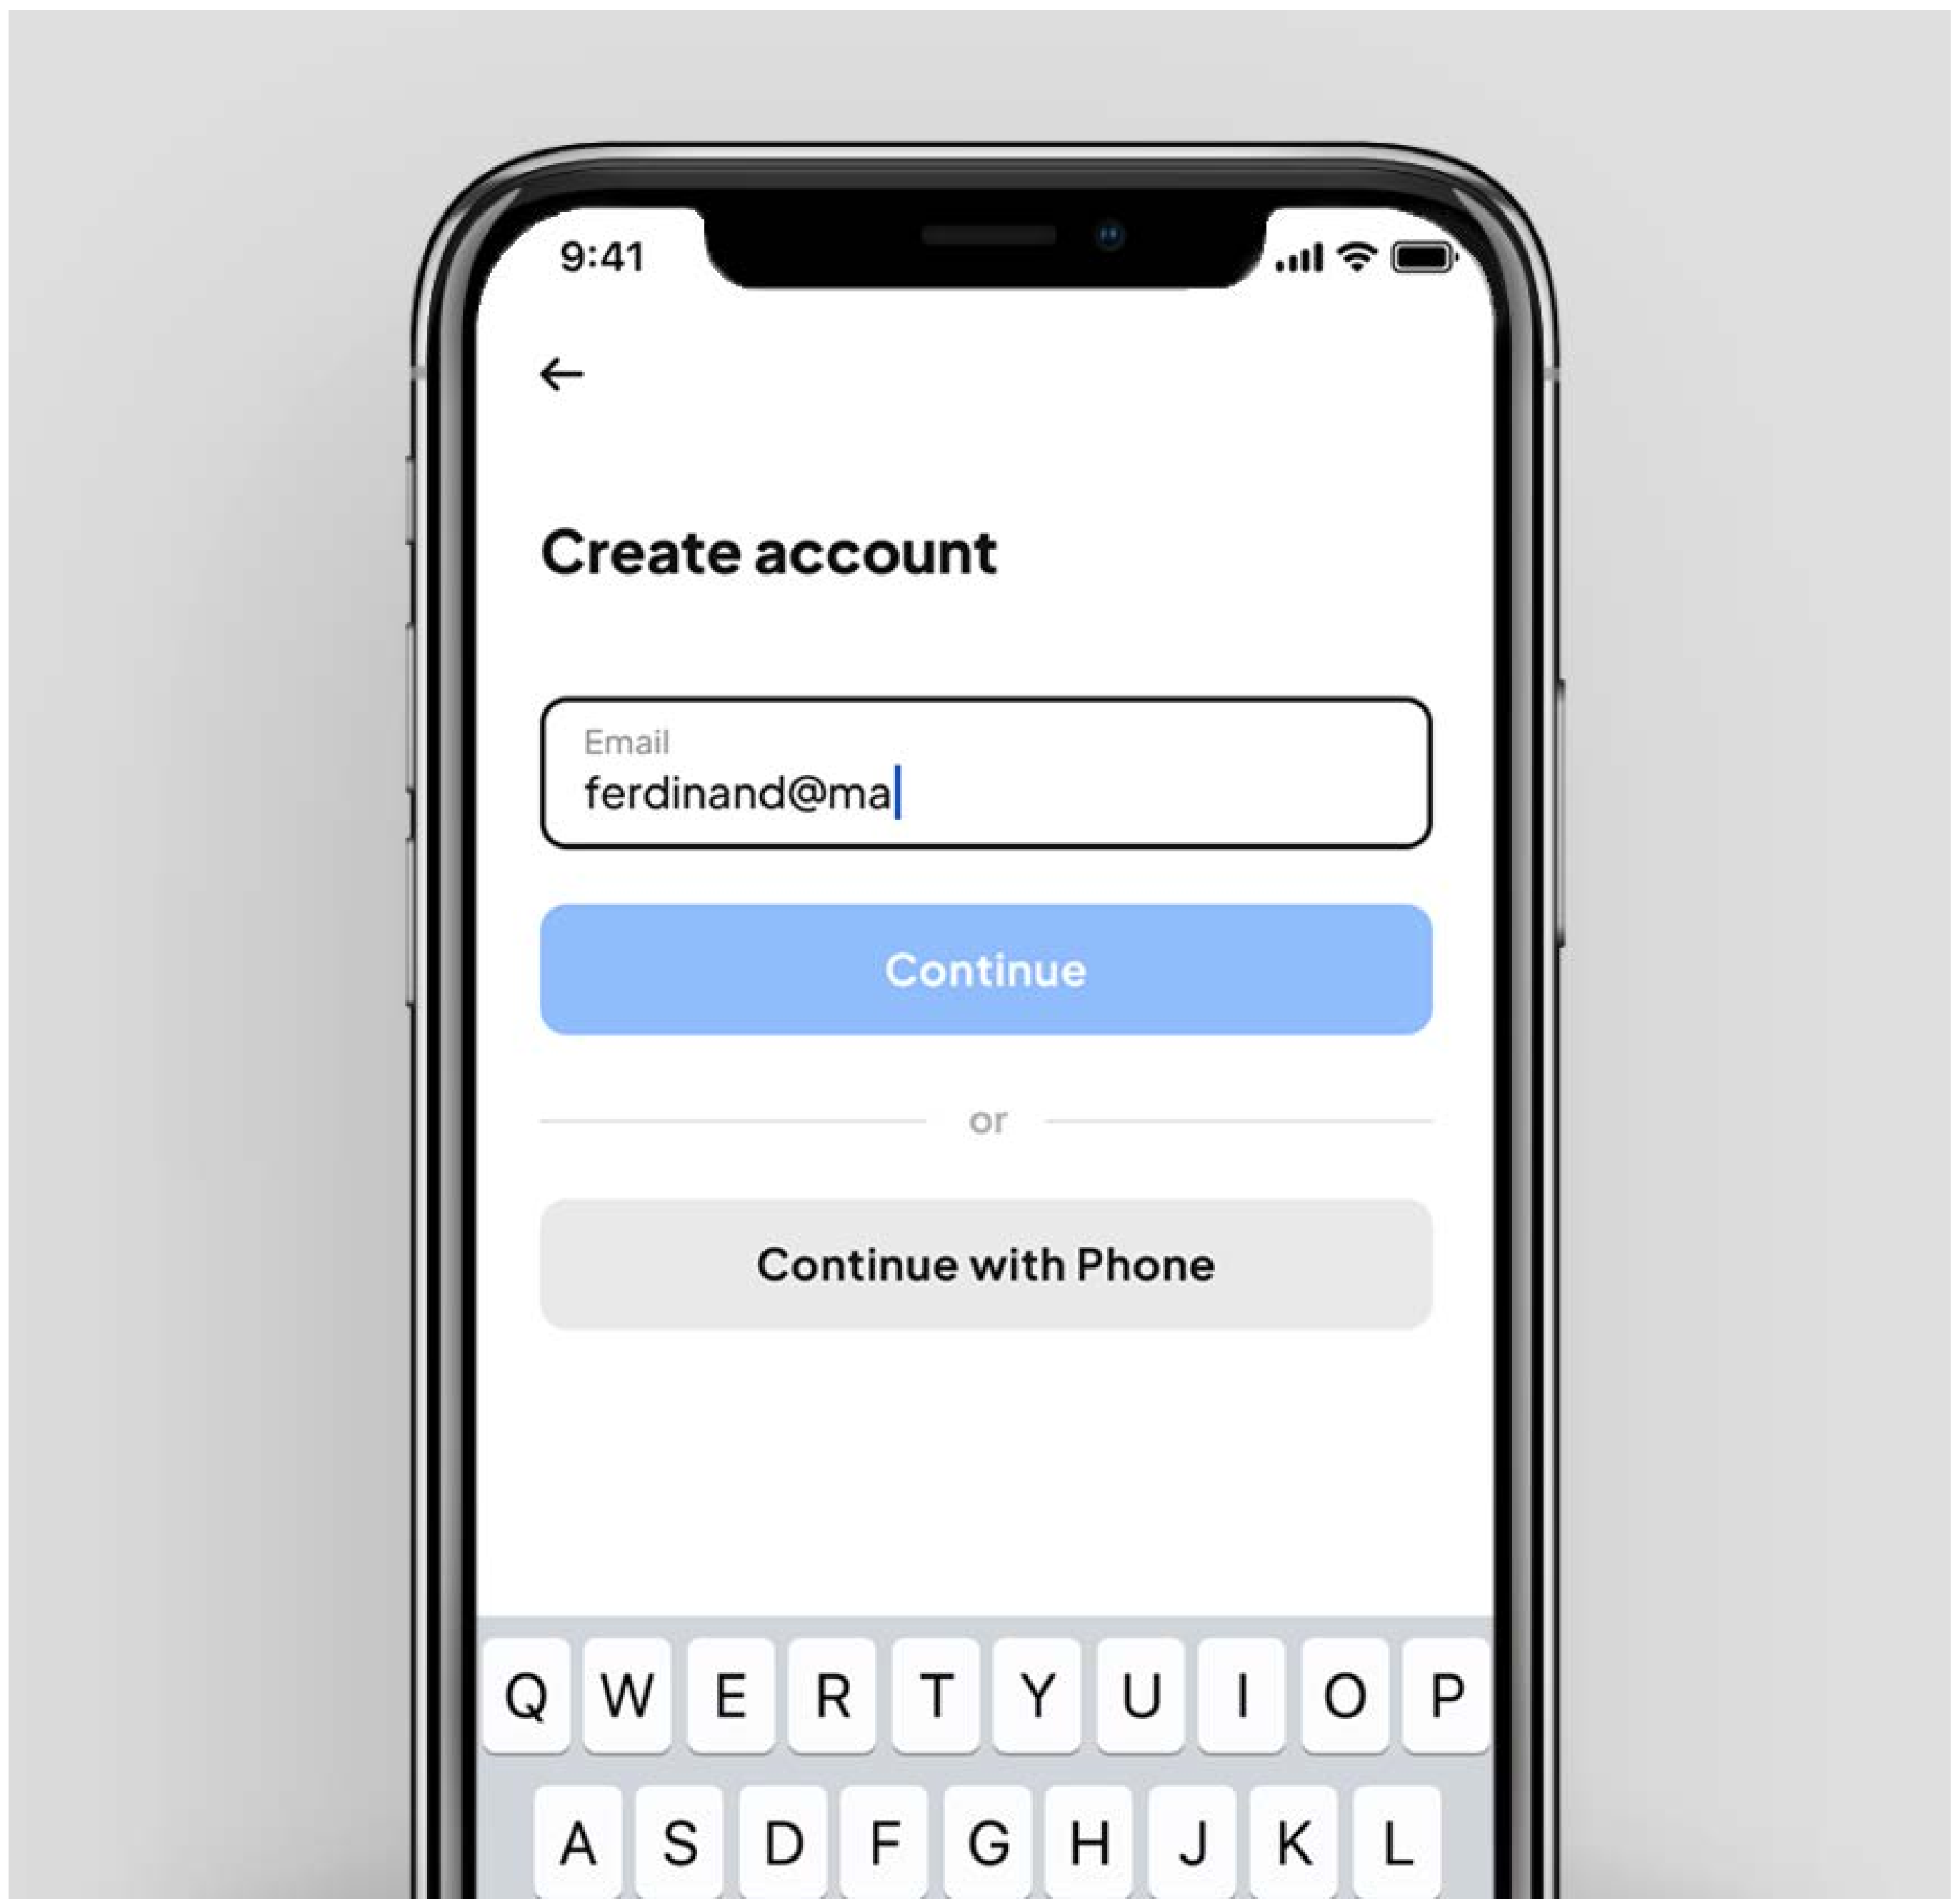 9:41
Create account
Email
ferdinand@ma
Continue
or
Continue with Phone
Q W E R T Y U I O P
A S D F G H J K L